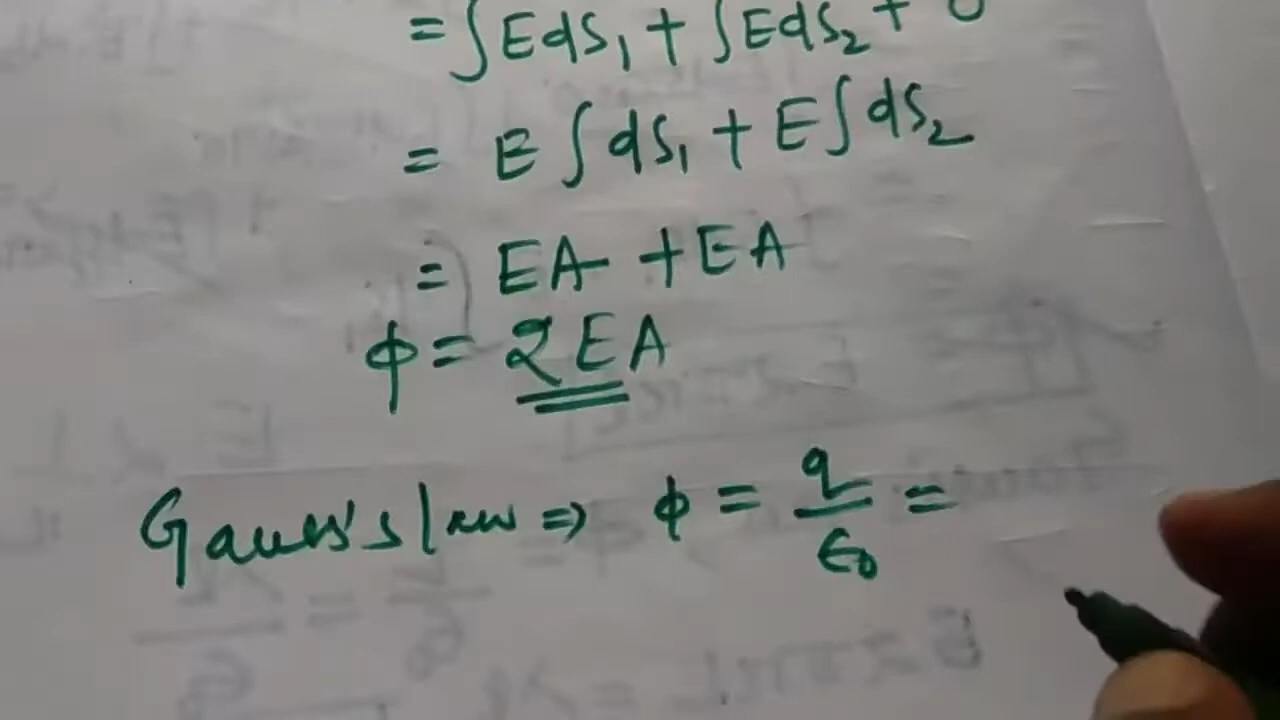 = ∫EdS₁ + ∫EdS₂ + 0
= E ∫dS₁ + E∫dS₂
= EA + EA
ϕ = 2EA
Gauss's law ⇒ ϕ = q/ϵ₀ =